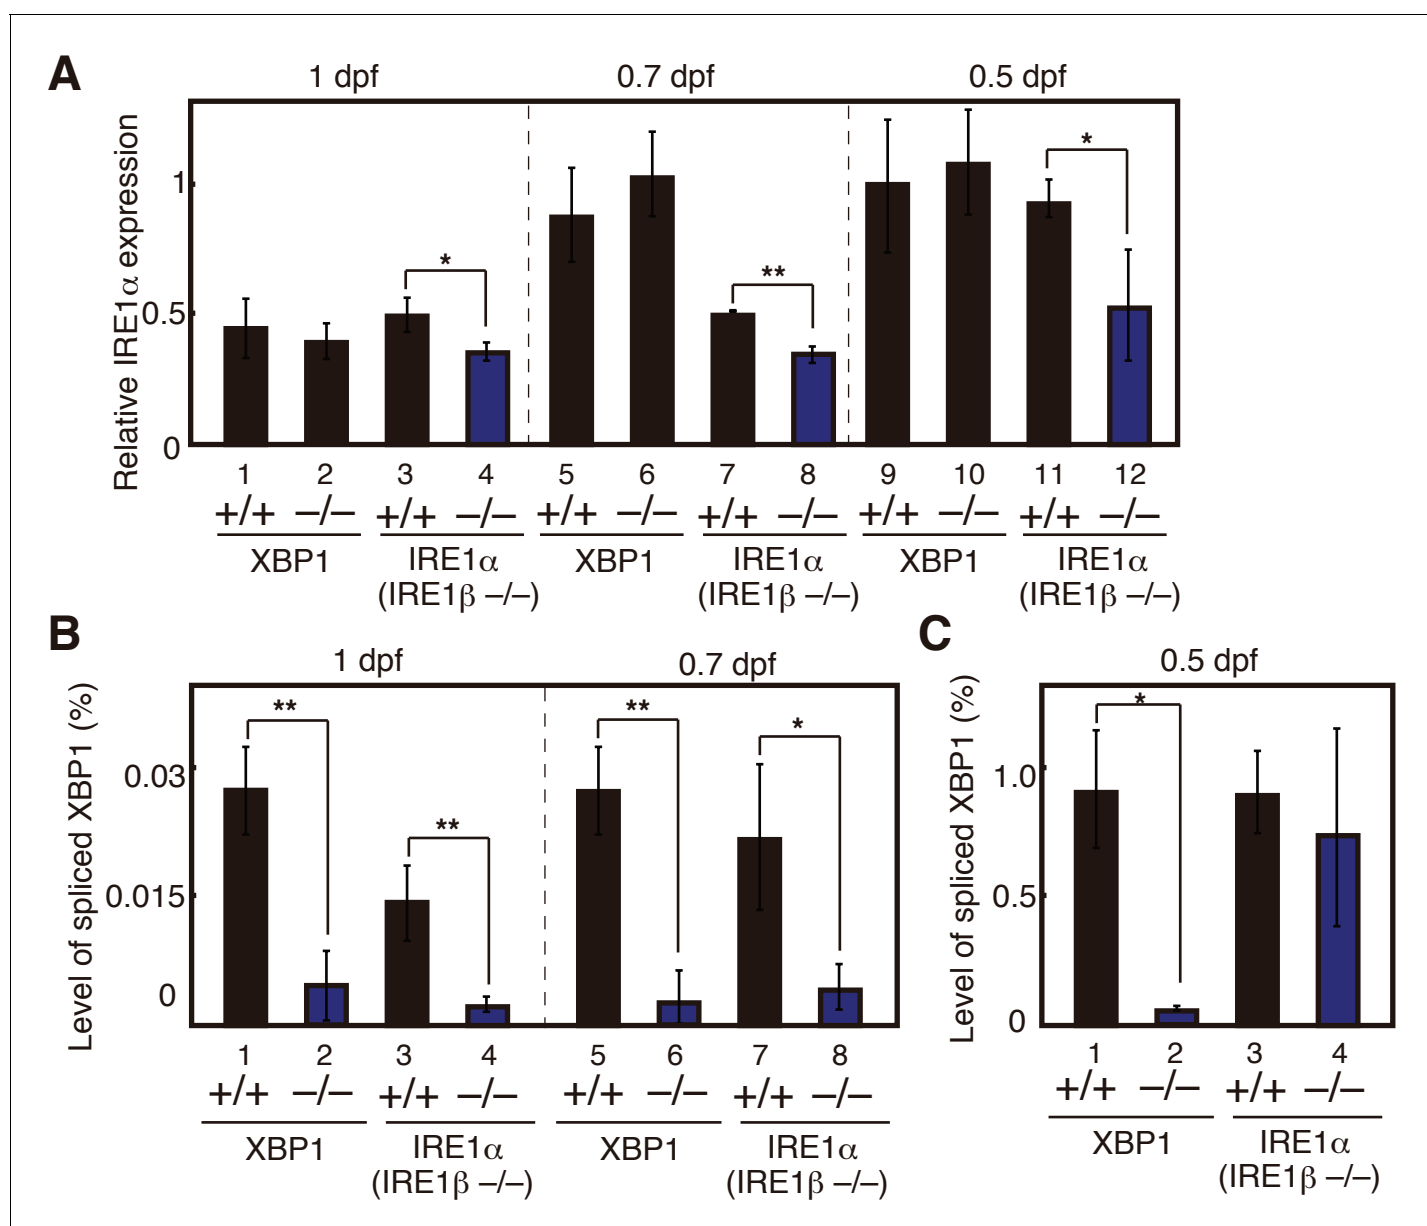 A
1 dpf 0.7 dpf 0.5 dpf
Relative IRE1α expression
1
0.5
0
* ** *
1 2 3 4 5 6 7 8 9 10 11 12
+/+ –/– +/+ –/– +/+ –/– +/+ –/– +/+ –/– +/+ –/–
XBP1 IRE1α XBP1 IRE1α XBP1 IRE1α
(IRE1β –/–) (IRE1β –/–) (IRE1β –/–)
B
1 dpf 0.7 dpf
Level of spliced XBP1 (%)
0.03
0.015
0
** ** ** *
1 2 3 4 5 6 7 8
+/+ –/– +/+ –/– +/+ –/– +/+ –/–
XBP1 IRE1α XBP1 IRE1α
(IRE1β –/–) (IRE1β –/–)
C
0.5 dpf
Level of spliced XBP1 (%)
1.0
0.5
0
*
1 2 3 4
+/+ –/– +/+ –/–
XBP1 IRE1α
(IRE1β –/–)